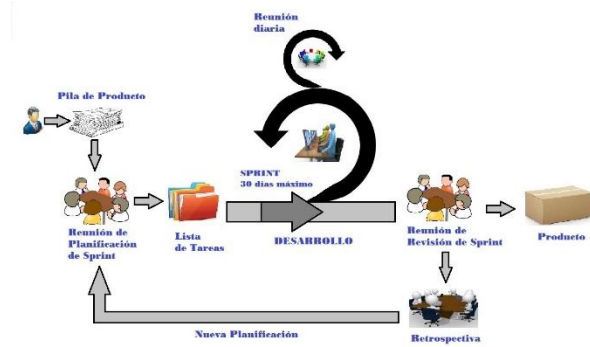 Reunión
diaria
Pila de Producto
SPRINT
30 días máximo
Reunión de
Planificación
de Sprint
Lista
de Tareas
DESARROLLO
Reunión de
Revisión de Sprint
Producto
Nueva Planificación
Retrospectiva